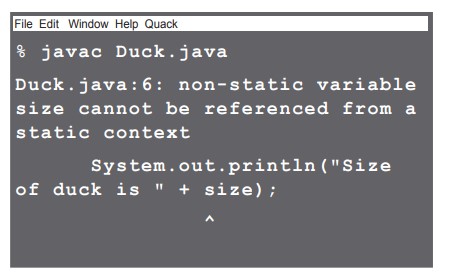 File Edit Window Help Quack
% javac Duck.java
Duck.java:6: non-static variable
size cannot be referenced from a
static context
System.out.println("Size
of duck is " + size);
^